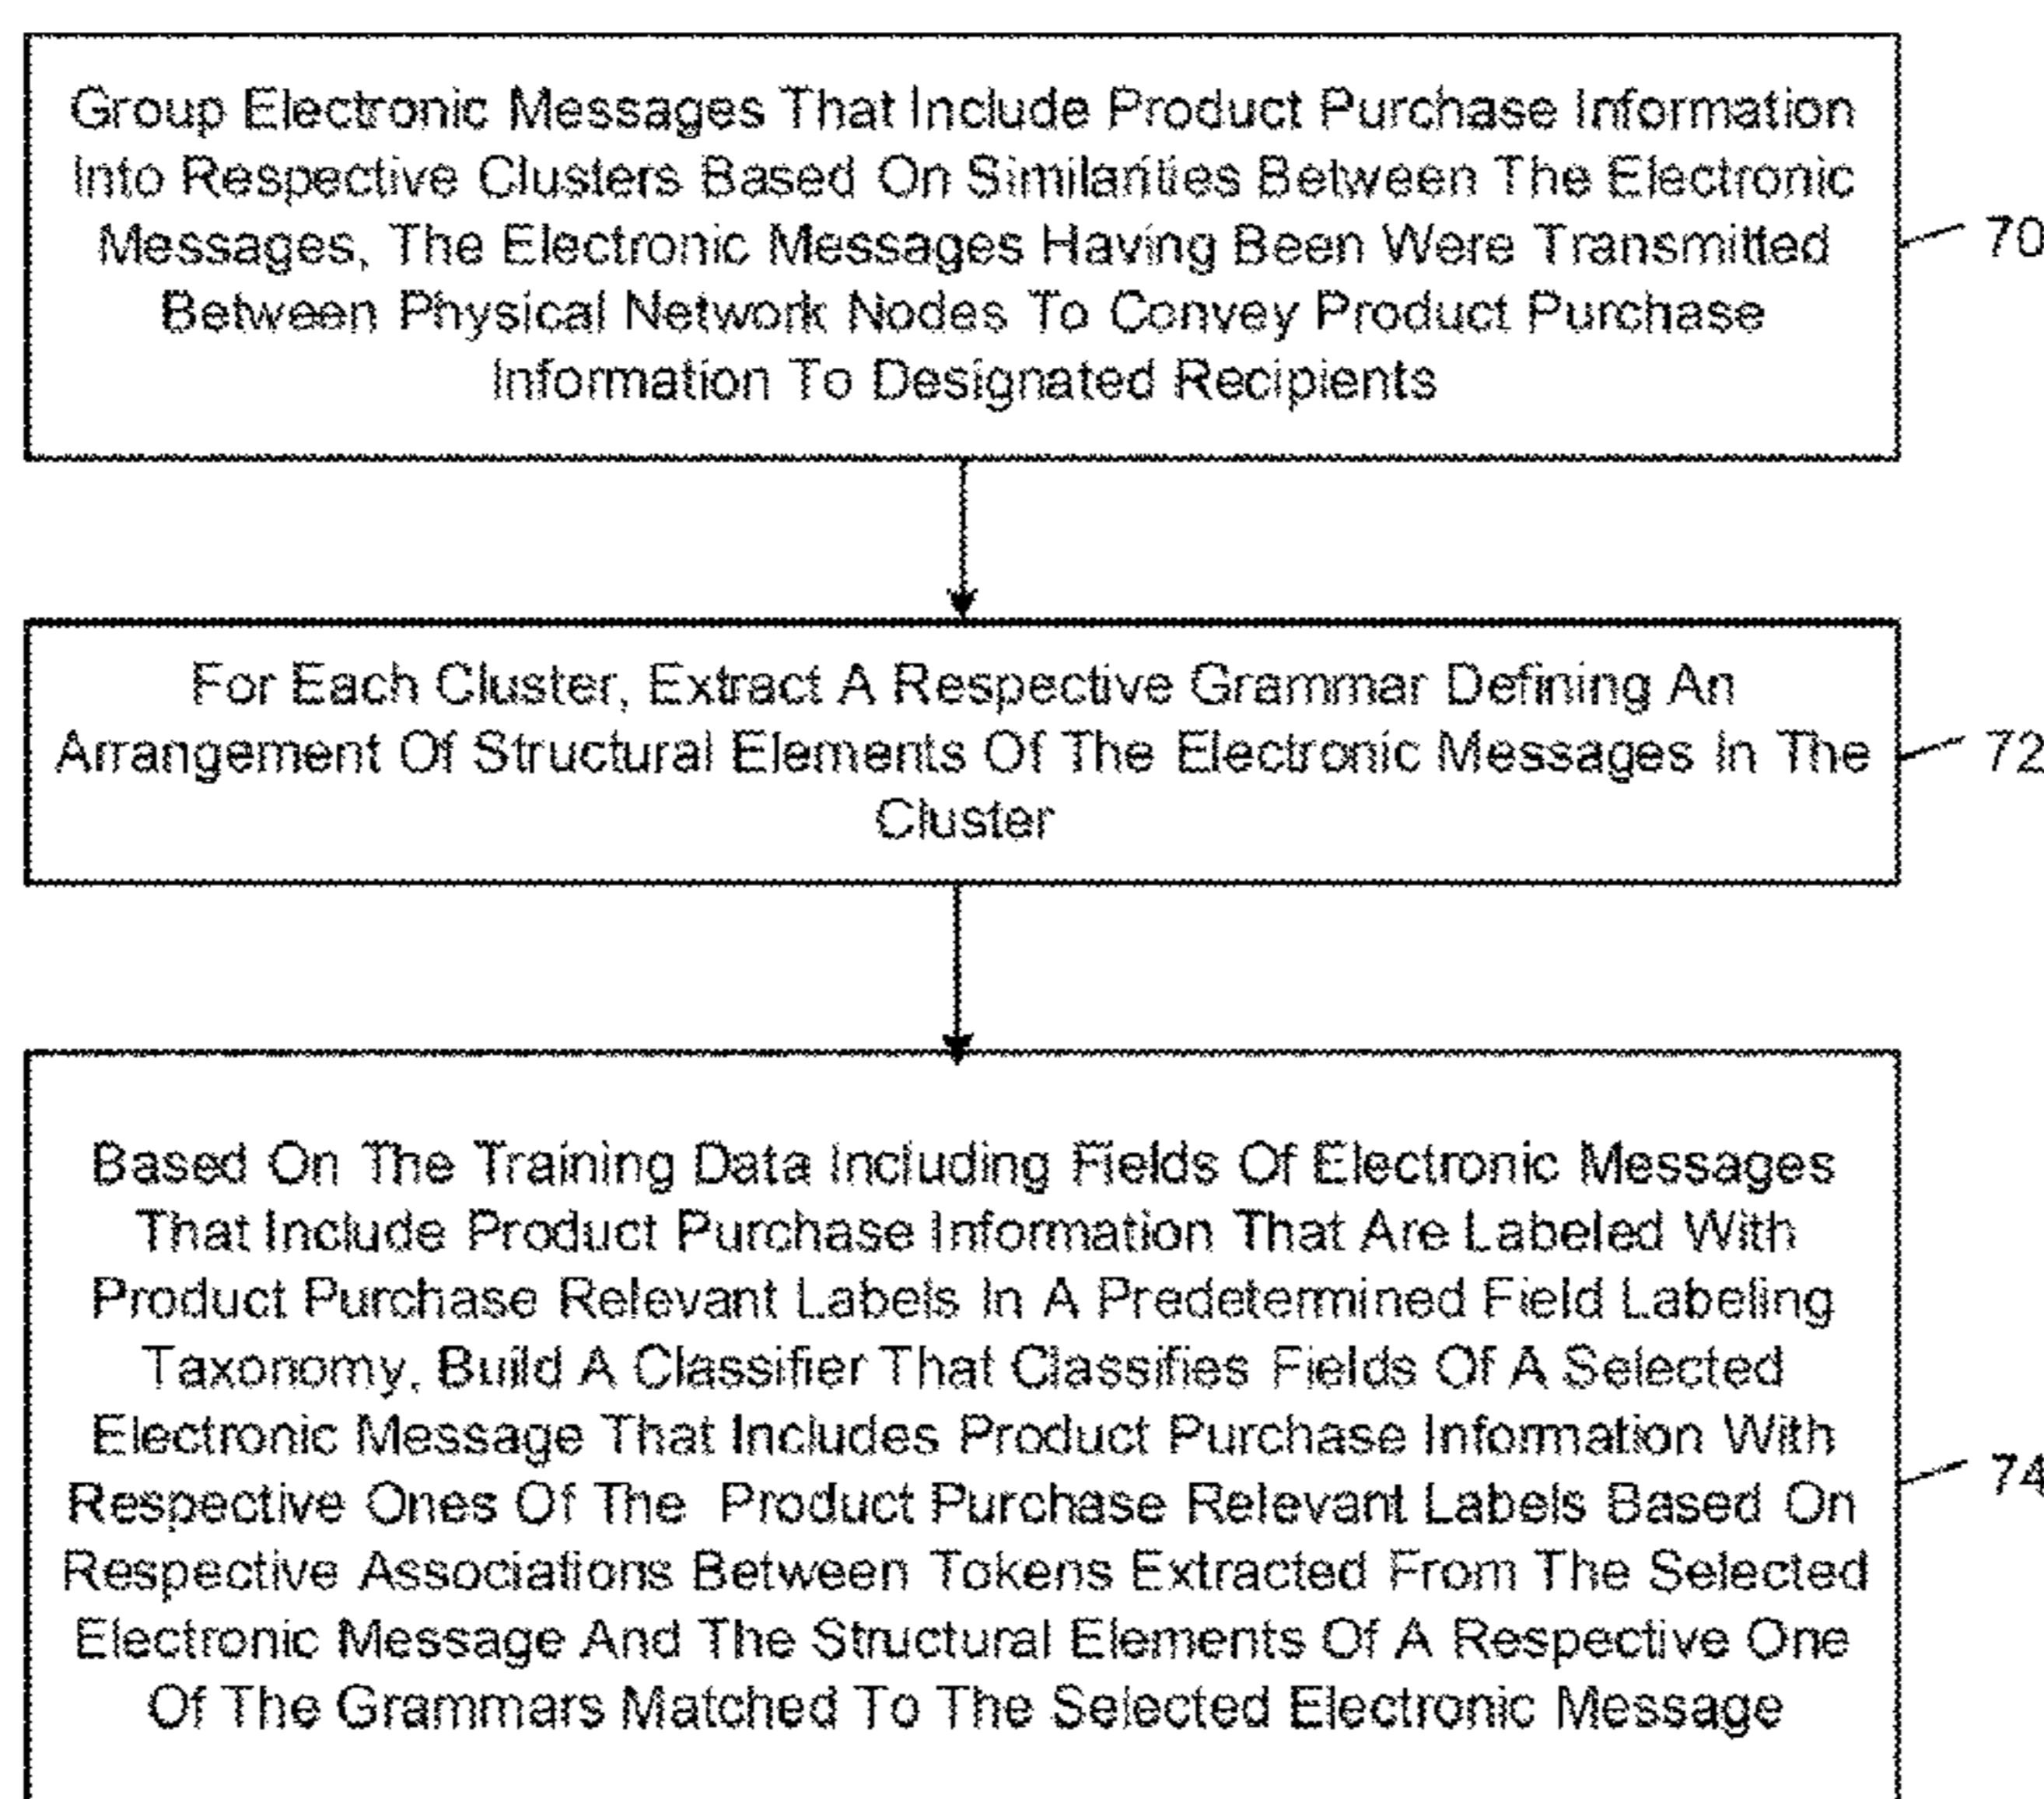 Group Electronic Messages That Include Product Purchase Information
Into Respective Clusters Based On Similarities Between The Electronic
Messages, The Electronic Messages Having Been Were Transmitted
Between Physical Network Nodes To Convey Product Purchase
Information To Designated Recipients
70
For Each Cluster, Extract A Respective Grammar Defining An
Arrangement Of Structural Elements Of The Electronic Messages In The
Cluster
72
Based On The Training Data Including Fields Of Electronic Messages
That Include Product Purchase Information That Are Labeled With
Product Purchase Relevant Labels In A Predetermined Field Labeling
Taxonomy, Build A Classifier That Classifies Fields Of A Selected
Electronic Message That Includes Product Purchase Information With
Respective Ones Of The Product Purchase Relevant Labels Based On
Respective Associations Between Tokens Extracted From The Selected
Electronic Message And The Structural Elements Of A Respective One
Of The Grammars Matched To The Selected Electronic Message
74